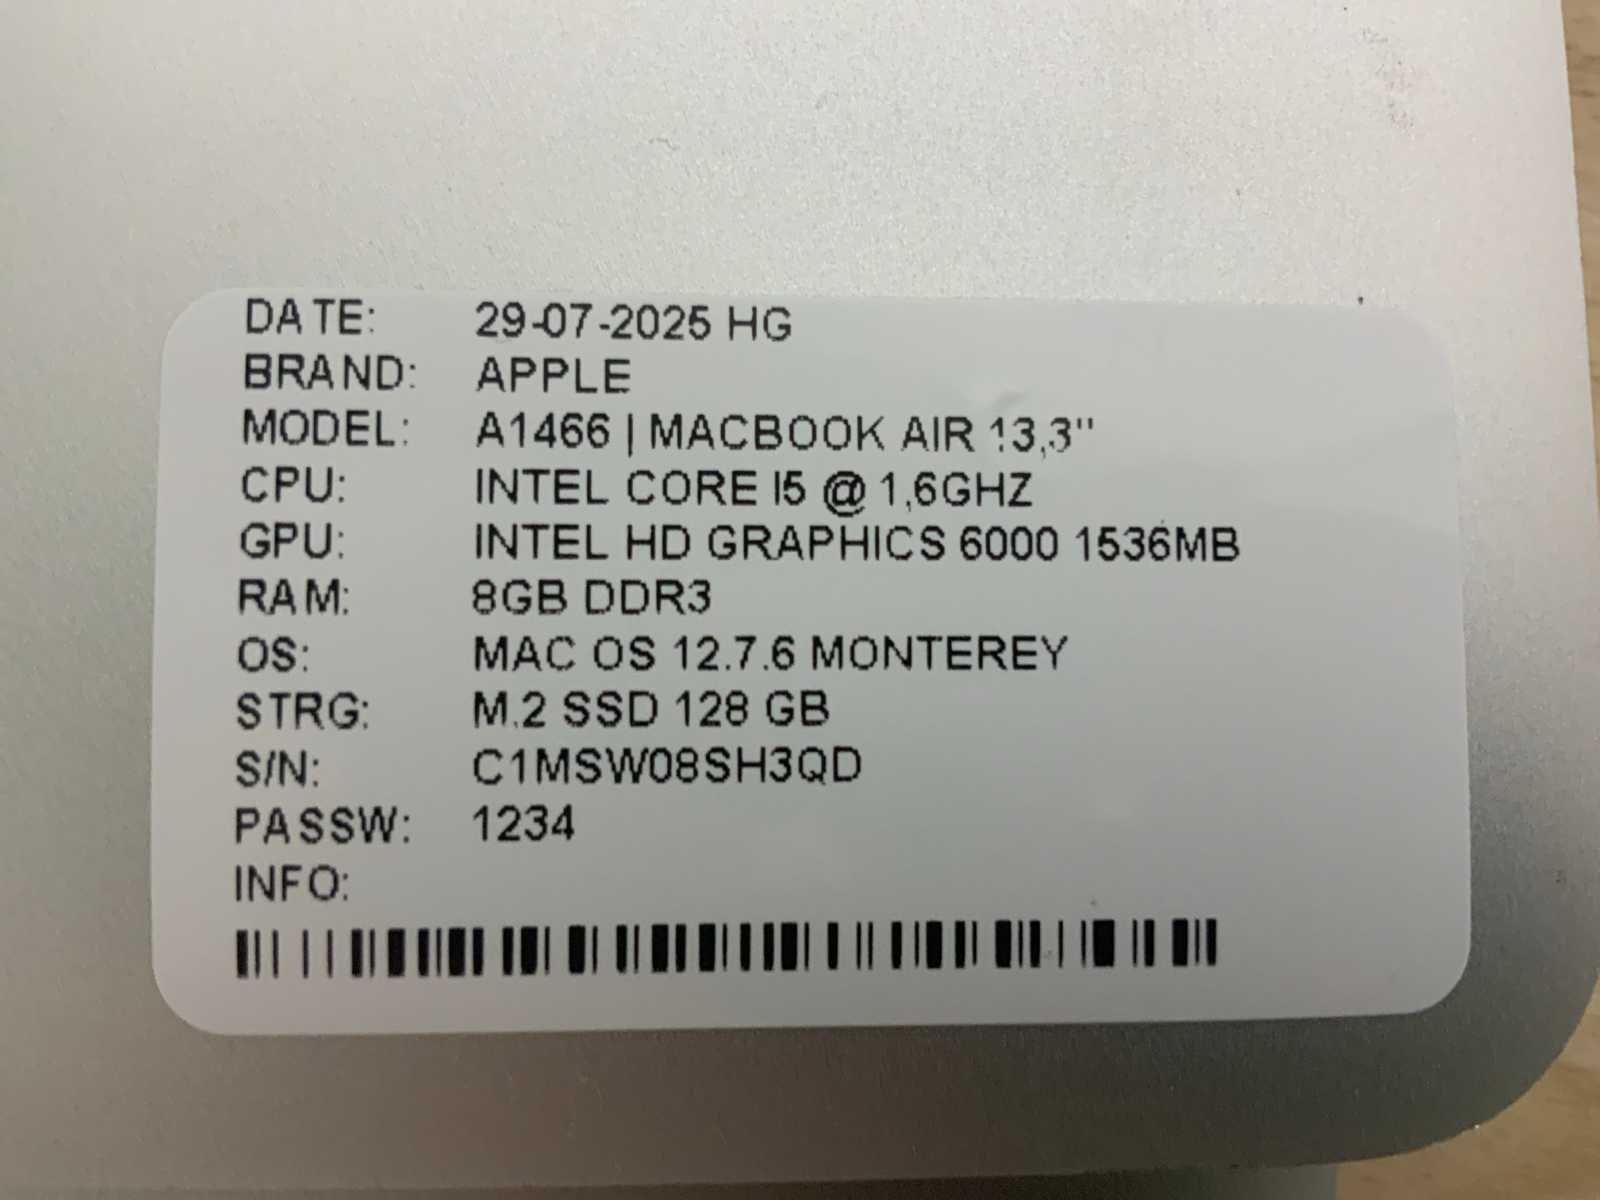 DATE: 29-07-2025 HG
BRAND: APPLE
MODEL: A1466 | MACBOOK AIR 13,3"
CPU: INTEL CORE I5 @ 1,6GHZ
GPU: INTEL HD GRAPHICS 6000 1536MB
RAM: 8GB DDR3
OS: MAC OS 12.7.6 MONTEREY
STRG: M.2 SSD 128 GB
S/N: C1MSW08SH3QD
PASSW: 1234
INFO: